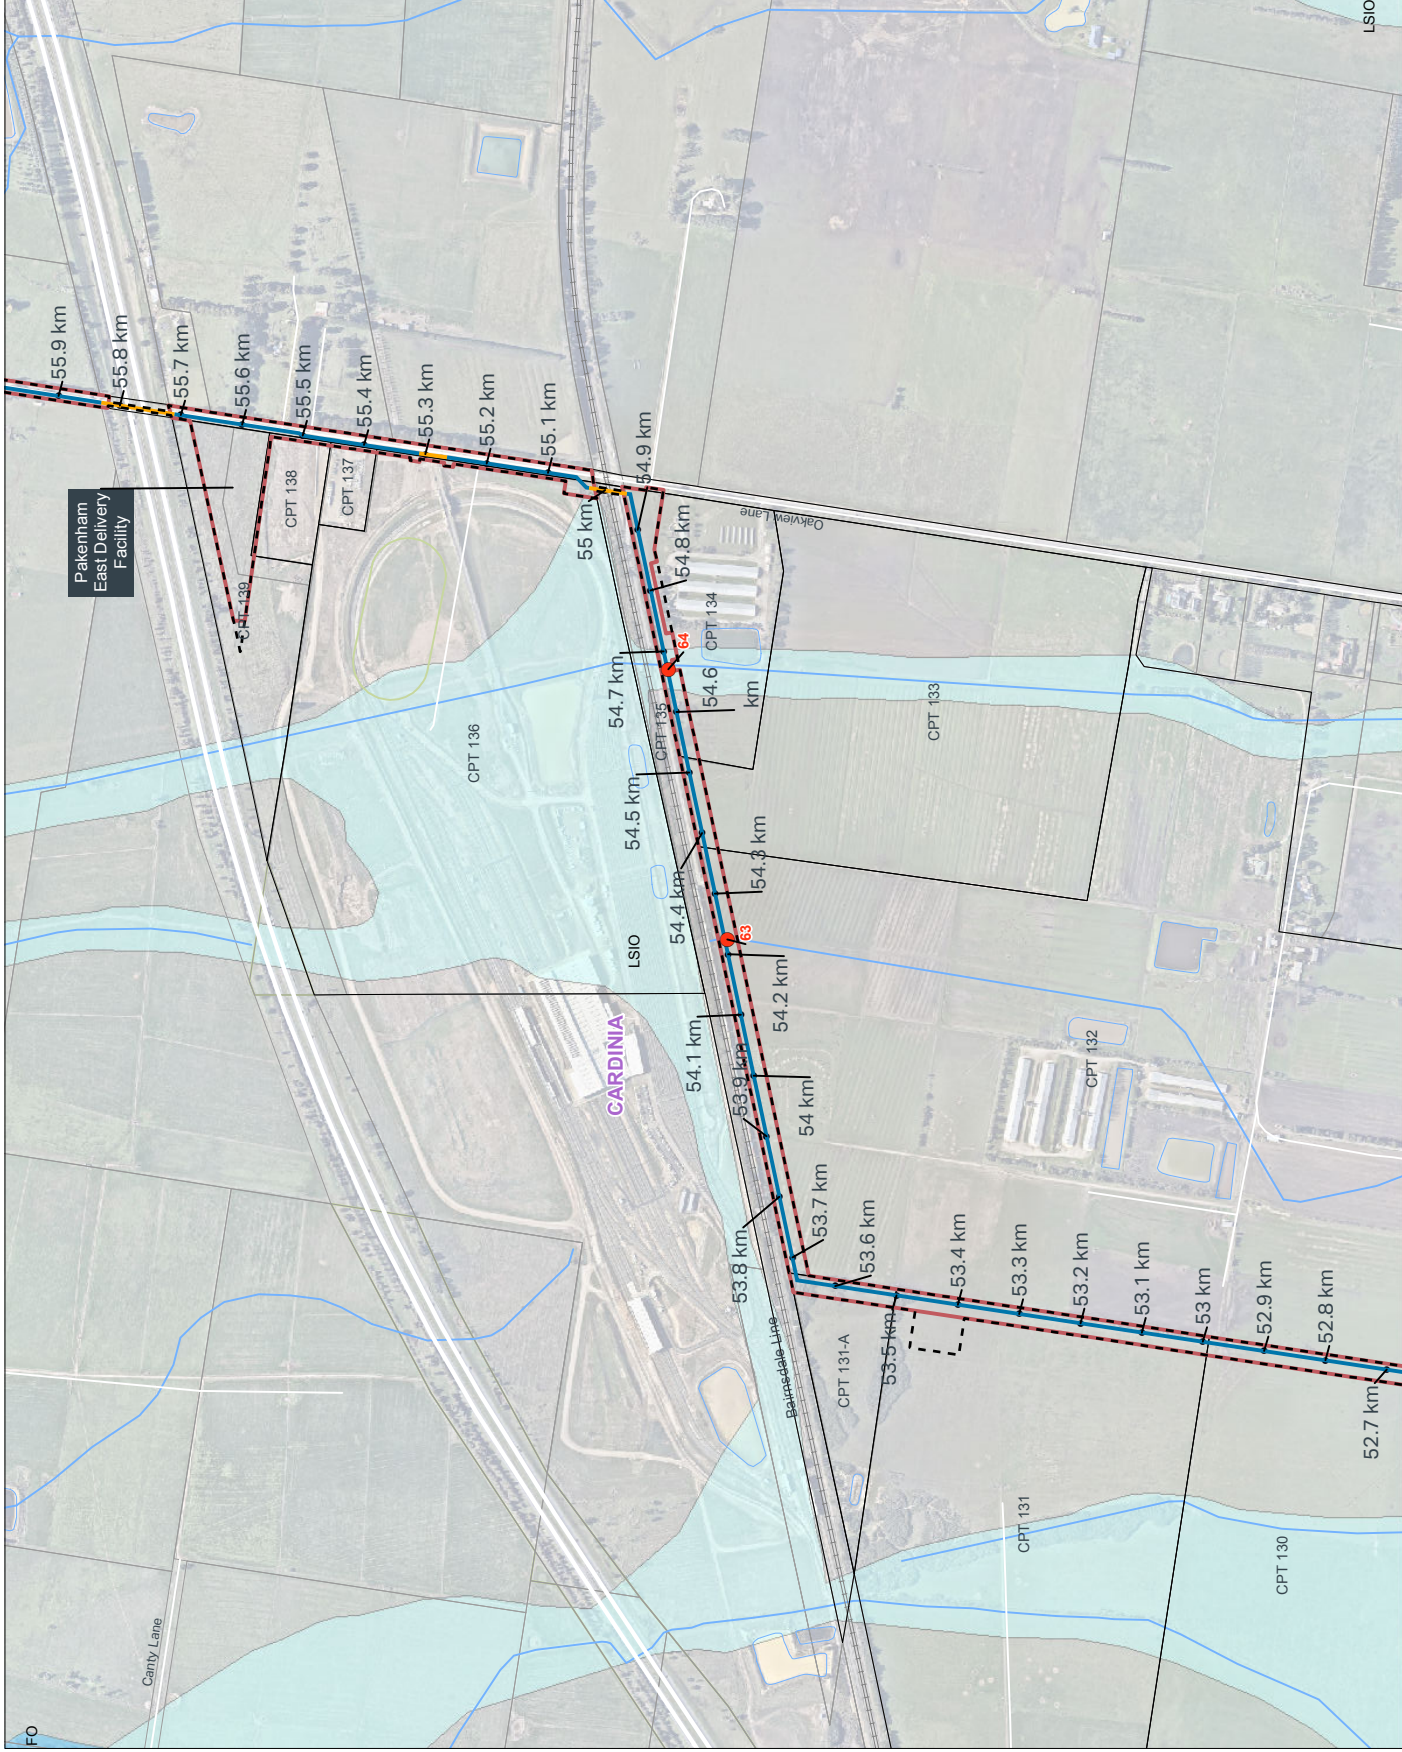 FO
Canty Lane
CPT 130
CPT 131
CPT 131-A
Bairnsdale Line
52.7 km
52.8 km
52.9 km
53 km
53.1 km
53.2 km
53.3 km
53.4 km
53.5 km
53.6 km
53.7 km
53.8 km
53.9 km
54 km
54.1 km
54.2 km
CARDINIA
LSIO
CPT 132
63
54.3 km
54.4 km
54.5 km
54.6
km
54.7 km
64
CPT 133
CPT 134
CPT 135
CPT 136
54.8 km
54.9 km
Oakview Lane
55 km
55.1 km
55.2 km
55.3 km
55.4 km
55.5 km
55.6 km
55.7 km
55.8 km
55.9 km
CPT 137
CPT 138
CPT 139
Pakenham
East Delivery
Facility
LSIO